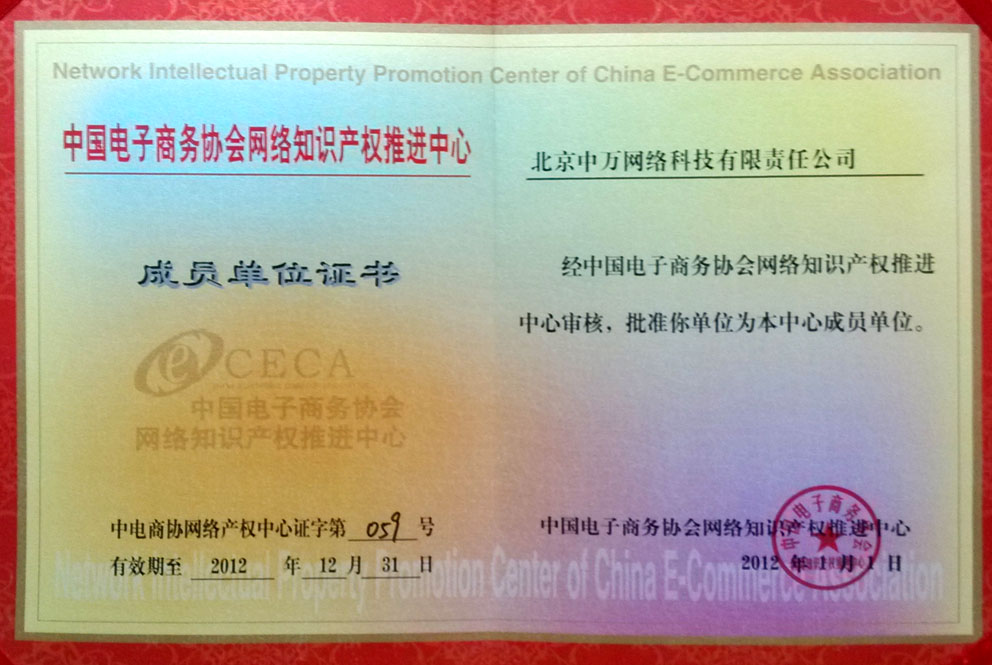 Network Intellectual Property Promotion Center of China E-Commerce Association
中国电子商务协会网络知识产权推进中心
成员单位证书
CECA
中国电子商务协会
网络知识产权推进中心
中电商协网络产权中心证字第 059 号
有效期至 2012 年 12 月 31 日
北京中万网络科技有限责任公司
经中国电子商务协会网络知识产权推进
中心审核，批准你单位为本中心成员单位。
中国电子商务协会网络知识产权推进中心
2012 年 1 月 1 日
中国电子商务协会
Network Intellectual Property Promotion Center of China E-Commerce Association